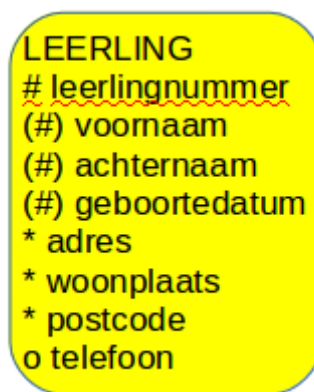 LEERLING
# leerlingnummer
(#) voornaam
(#) achternaam
(#) geboortedatum
* adres
* woonplaats
* postcode
o telefoon